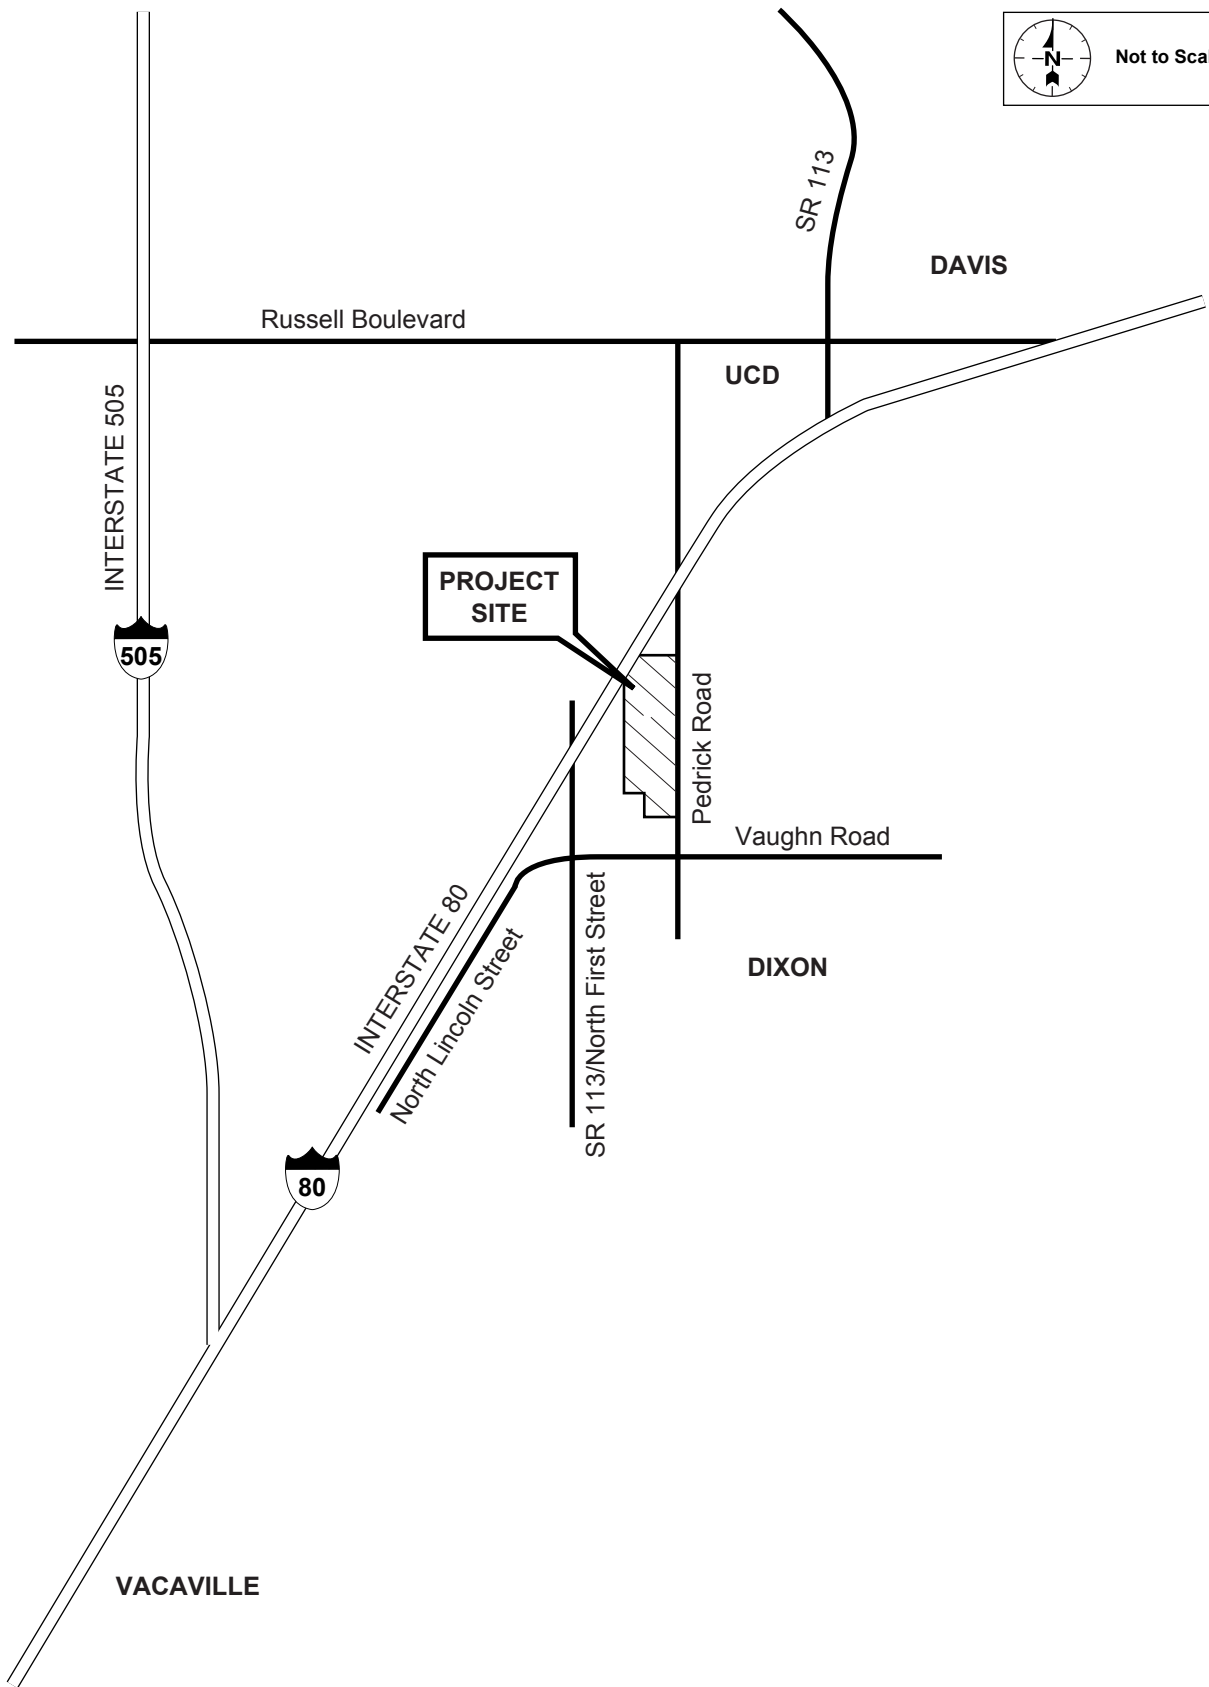 N
Not to Scal
SR 113
DAVIS
Russell Boulevard
UCD
INTERSTATE 505
PROJECT
SITE
505
Pedrick Road
Vaughn Road
INTERSTATE 80
North Lincoln Street
SR 113/North First Street
DIXON
80
VACAVILLE